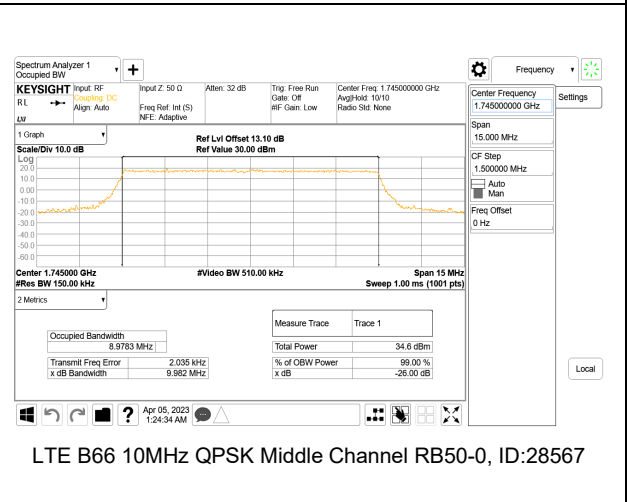 Spectrum Analyzer 1
Occupied BW
+
Frequency
KEYSIGHT
RL
LXI
Input: RF
Coupling: DC
Align: Auto
Input Z: 50 Ω
Freq Ref: Int (S)
NFE: Adaptive
Atten: 32 dB
Trig: Free Run
Gate: Off
#IF Gain: Low
Center Freq: 1.745000000 GHz
Avg|Hold: 10/10
Radio Std: None
Center Frequency
1.745000000 GHz
Settings
Span
15.000 MHz
CF Step
1.500000 MHz
Auto
Man
Freq Offset
0 Hz
Local
1 Graph
Scale/Div 10.0 dB
Ref Lvl Offset 13.10 dB
Ref Value 30.00 dBm
Log
20.0
10.0
0.00
-10.0
-20.0
-30.0
-40.0
-50.0
-60.0
Center 1.745000 GHz
#Video BW 510.00 kHz
Span 15 MHz
#Res BW 150.00 kHz
Sweep 1.00 ms (1001 pts)
2 Metrics
Measure Trace
Trace 1
Occupied Bandwidth
8.9783 MHz
Total Power
34.6 dBm
Transmit Freq Error
2.035 kHz
% of OBW Power
99.00 %
x dB Bandwidth
9.982 MHz
x dB
-26.00 dB
?
Apr 05, 2023
1:24:34 AM
LTE B66 10MHz QPSK Middle Channel RB50-0, ID:28567